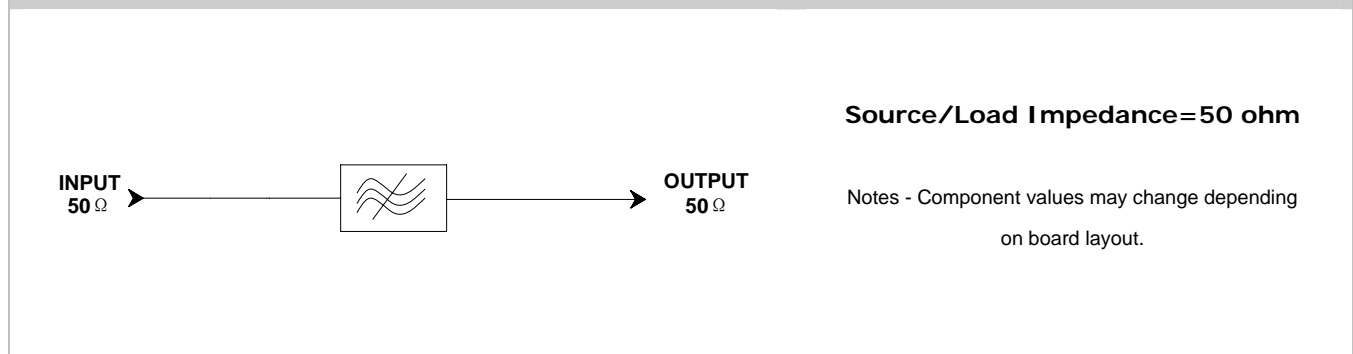 INPUT
50 Ω
OUTPUT
50 Ω
Source/Load Impedance=50 ohm
Notes - Component values may change depending
on board layout.